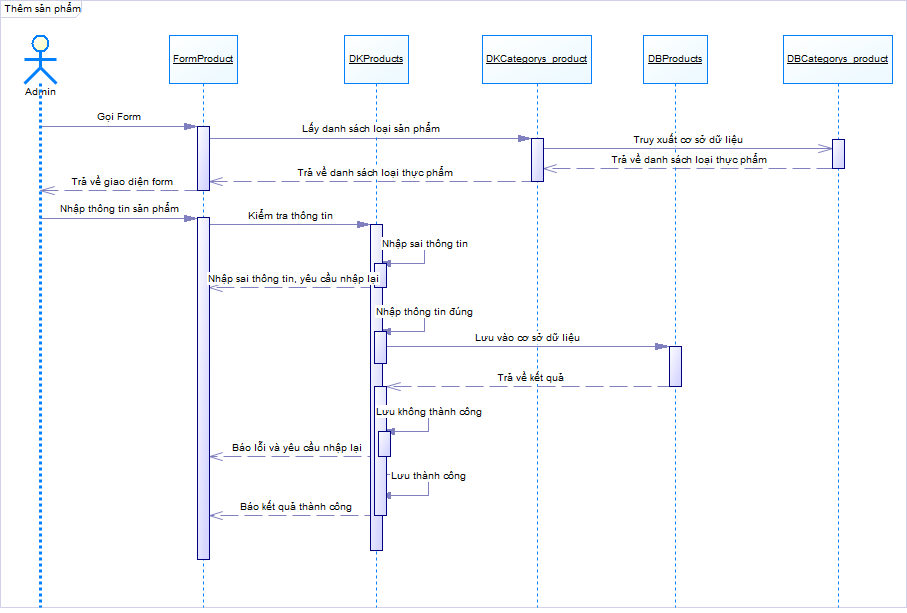 Thêm sản phẩm
FormProduct
DKProducts
DKCategorys_product
DBProducts
DBCategorys_product
Admin
Gọi Form
Lấy danh sách loại sản phẩm
Truy xuất cơ sở dữ liệu
Trả về danh sách loại thực phẩm
Trả về danh sách loại thực phẩm
Trả về giao diện form
Nhập thông tin sản phẩm
Kiểm tra thông tin
Nhập sai thông tin
Nhập sai thông tin, yêu cầu nhập lại
Nhập thông tin đúng
Lưu vào cơ sở dữ liệu
Trả về kết quả
Lưu không thành công
Báo lỗi và yêu cầu nhập lại
Lưu thành công
Báo kết quả thành công